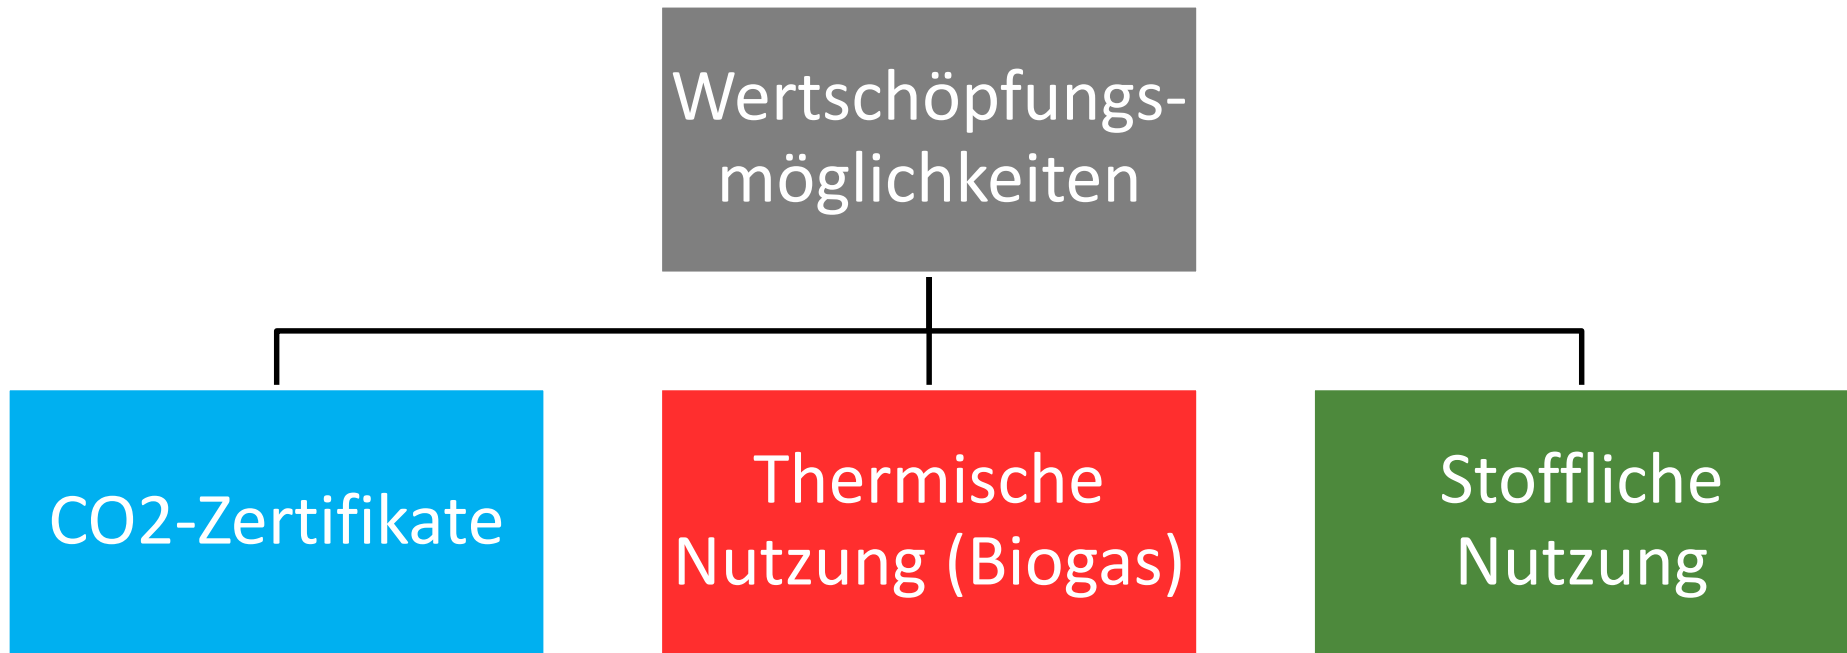 Wertschöpfungs-
möglichkeiten
CO2-Zertifikate
Thermische
Nutzung (Biogas)
Stoffliche
Nutzung